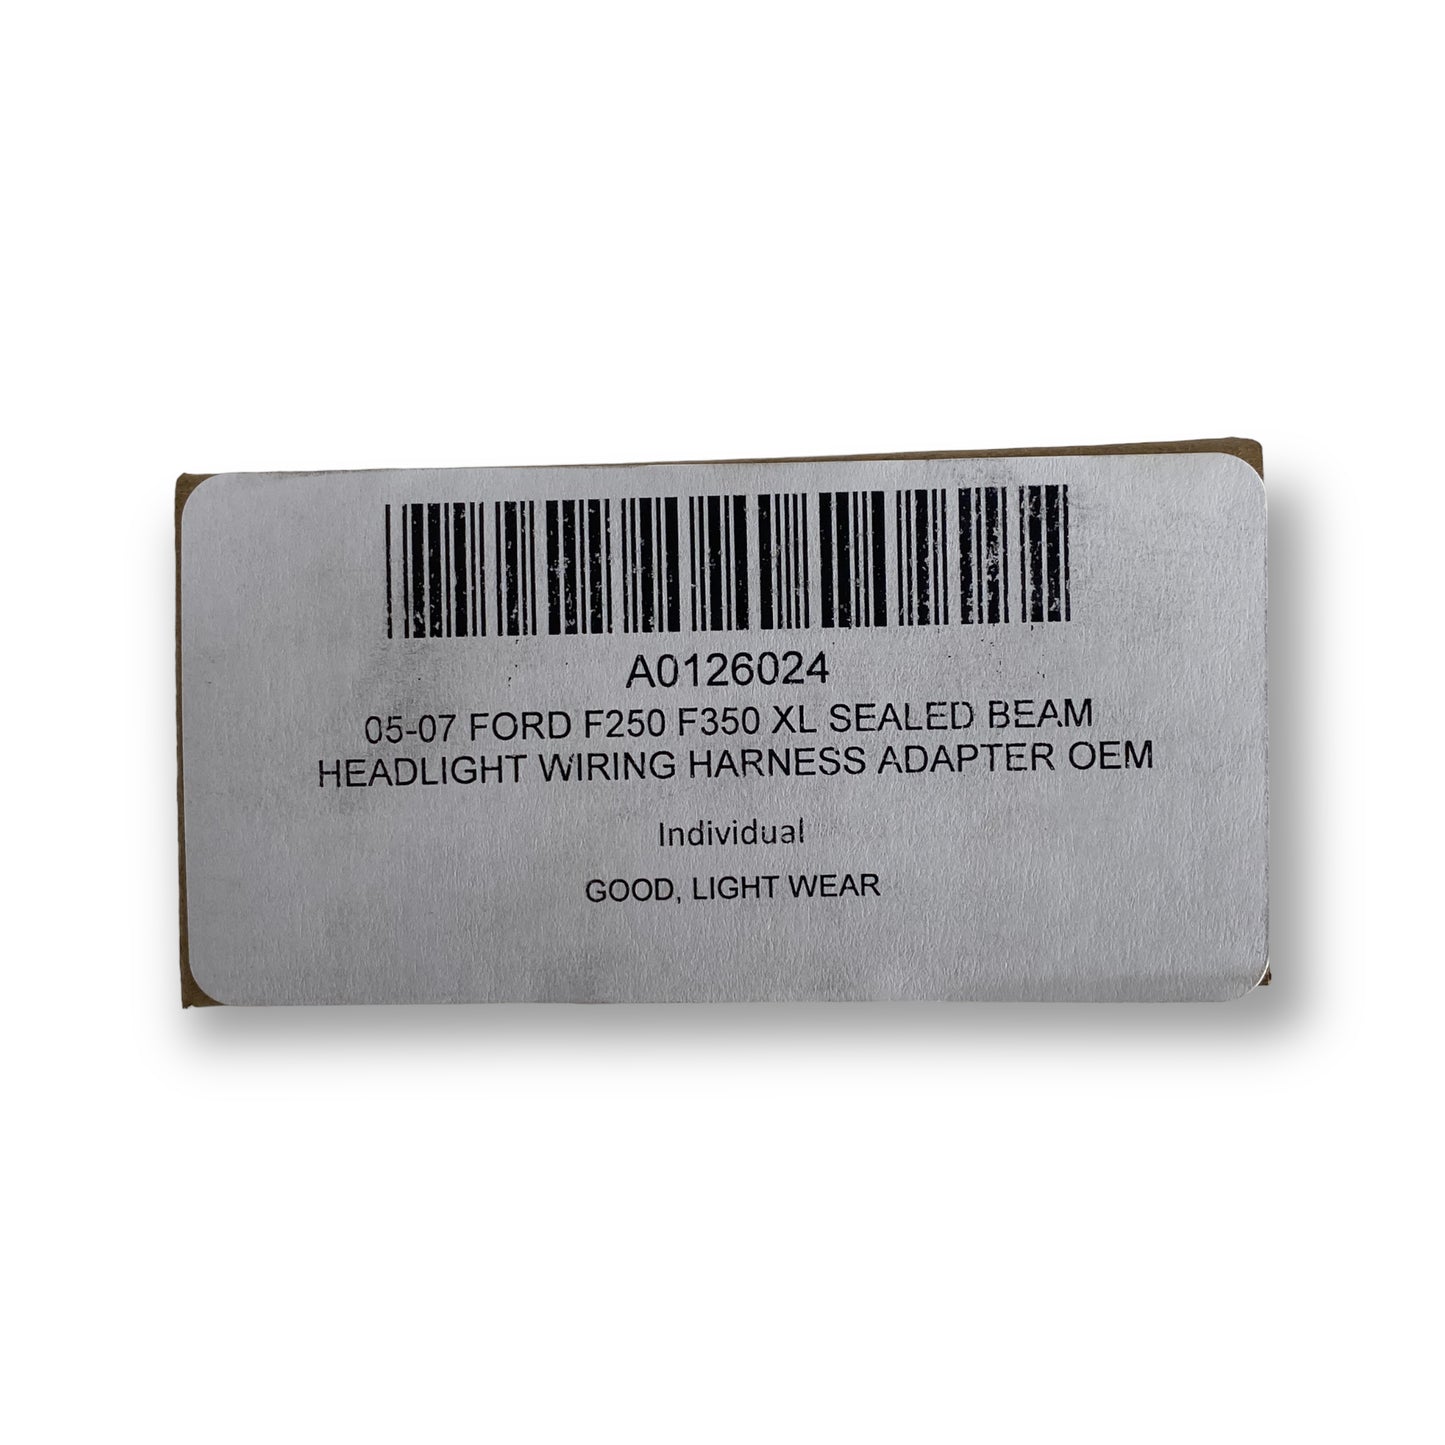 A0126024
05-07 FORD F250 F350 XL SEALED BEAM
HEADLIGHT WIRING HARNESS ADAPTER OEM
Individual
GOOD, LIGHT WEAR